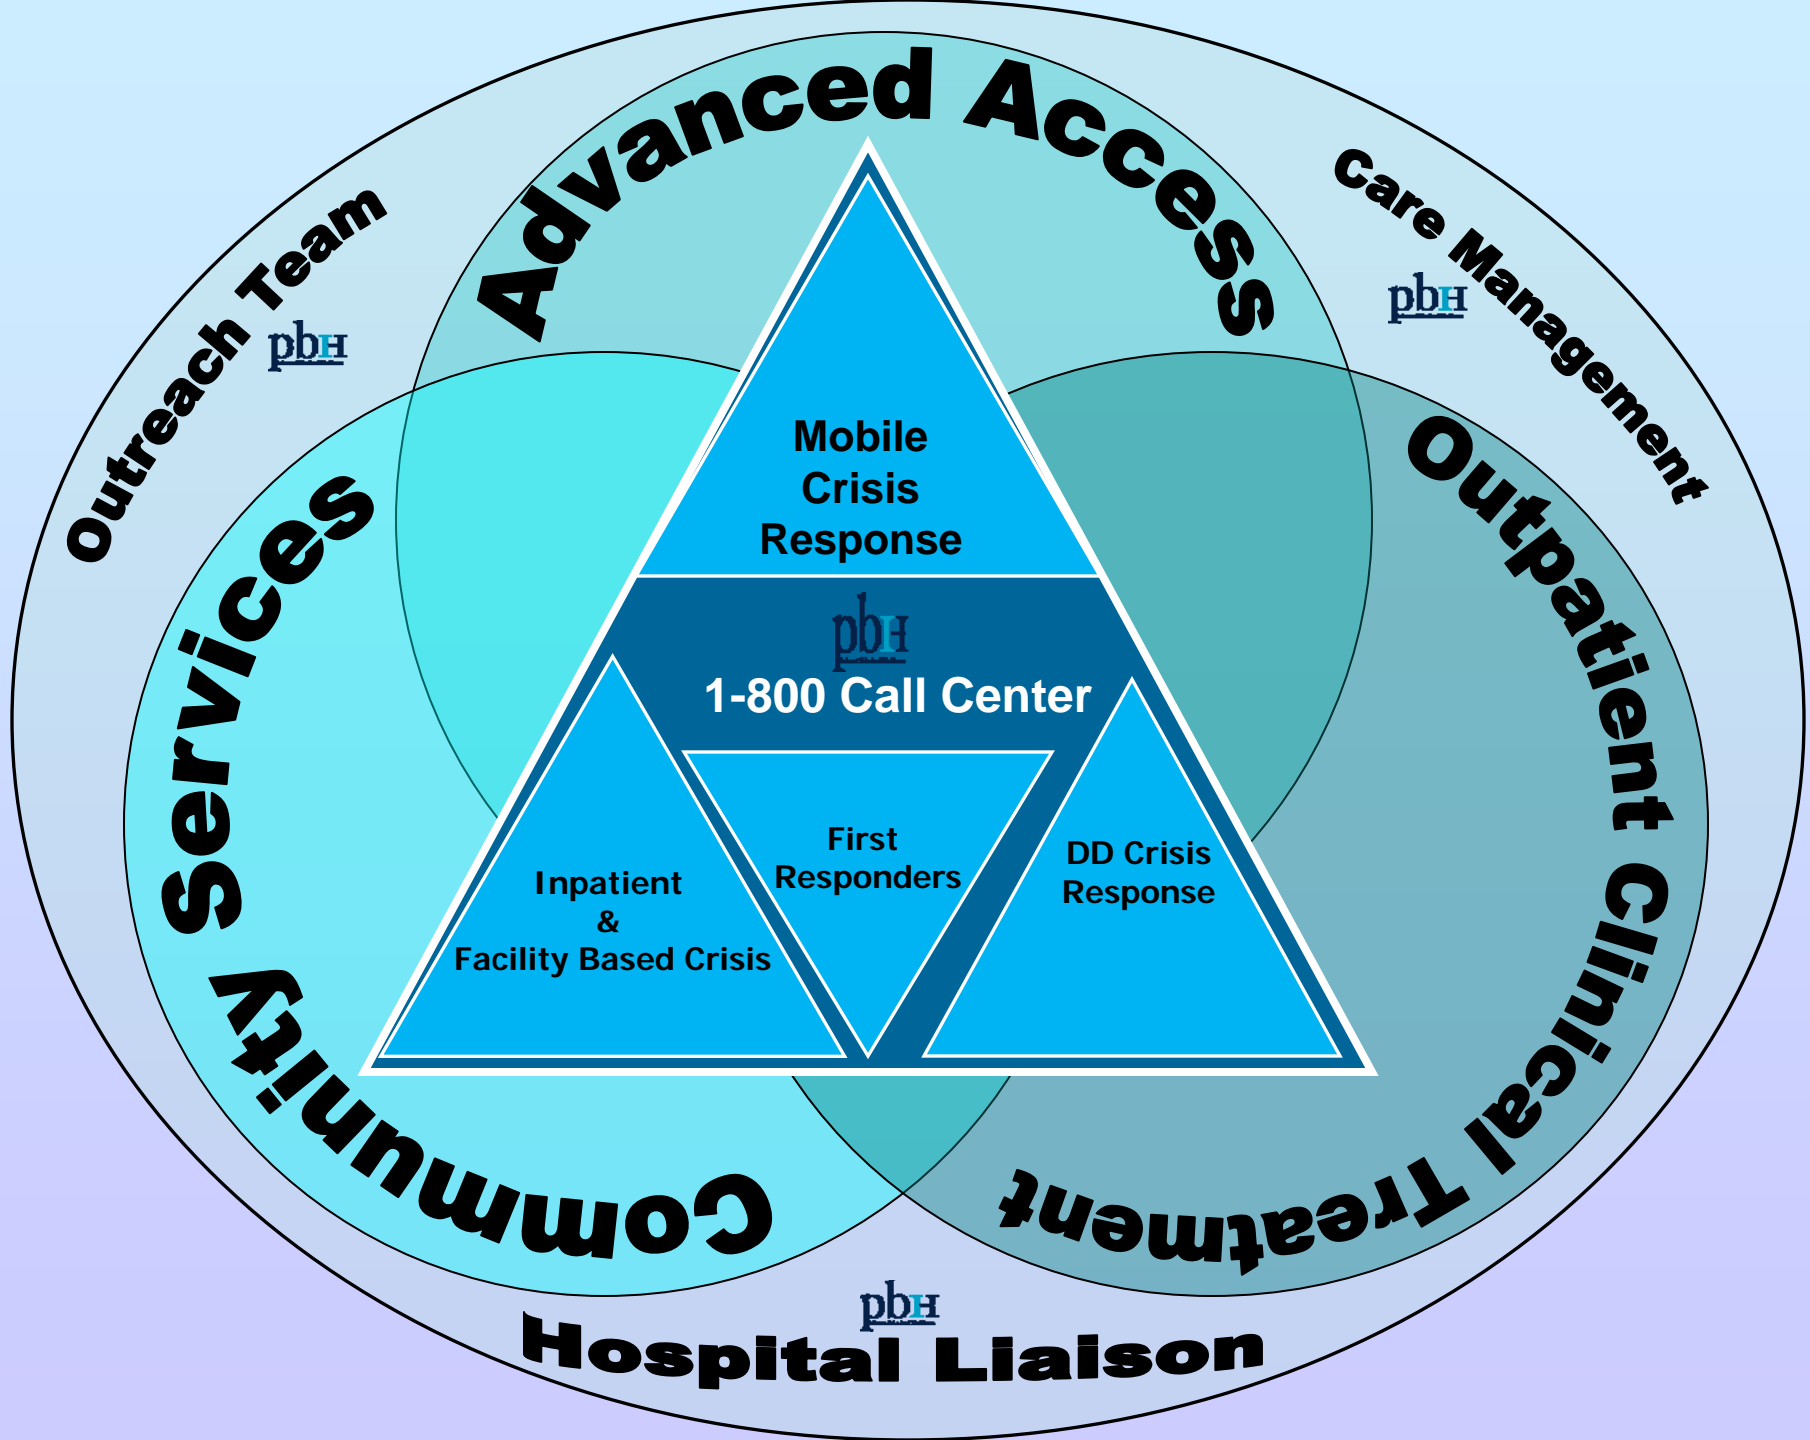 Advanced Access
Care Management
pbH
Outreach Team
pbH
Mobile
Crisis
Response
Outpatient Clinical Treatment
Community Services
pbH
1-800 Call Center
First
Responders
DD Crisis
Response
Inpatient
&
Facility Based Crisis
pbH
Hospital Liaison